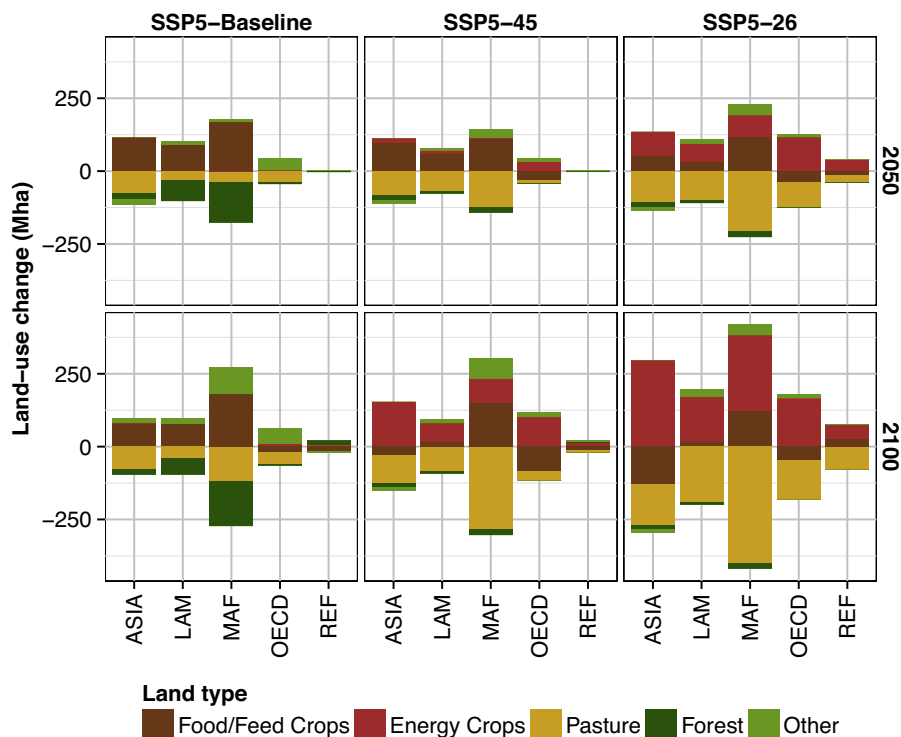 SSP5−Baseline SSP5−45 SSP5−26
Land−use change (Mha)
250
0
−250
2050
250
0
−250
2100
ASIA LAM MAF OECD REF ASIA LAM MAF OECD REF ASIA LAM MAF OECD REF
Land type
Food/Feed Crops Energy Crops Pasture Forest Other